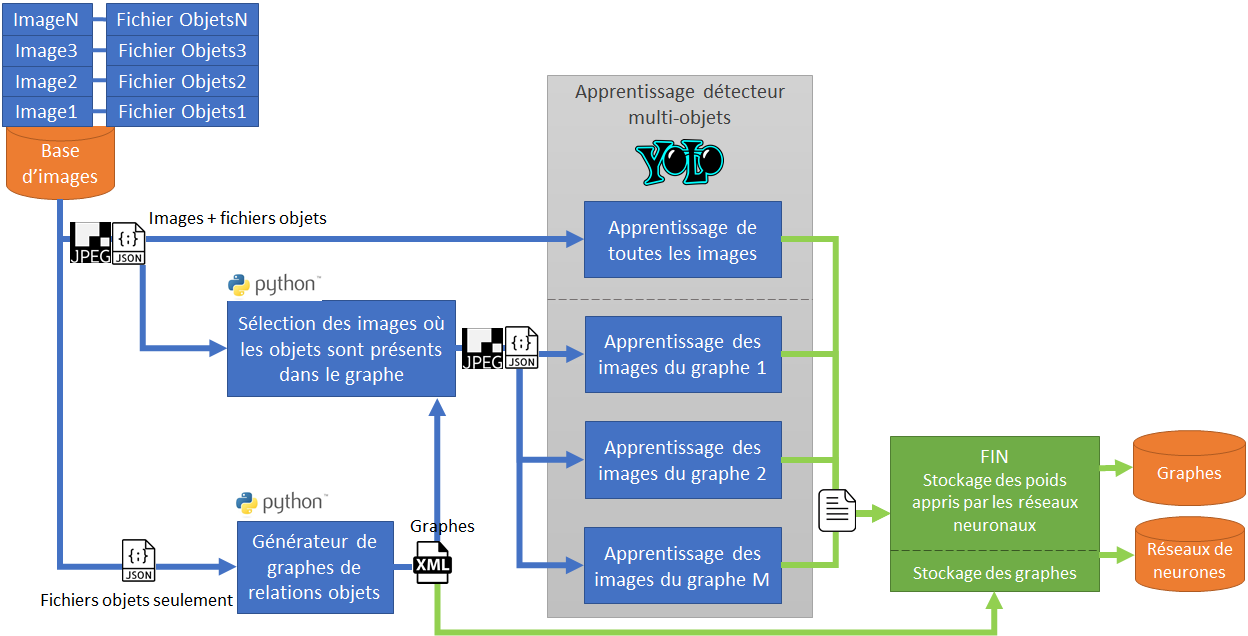 ImageN
Fichier ObjetsN
Image3
Fichier Objets3
Image2
Fichier Objets2
Image1
Fichier Objets1
Base
d'images
Images + fichiers objets
JPEG
{;}
JSON
python™
Sélection des images où
les objets sont présents
dans le graphe
JPEG
{;}
JSON
python™
Générateur de
graphes de
relations objets
{;}
JSON
Fichiers objets seulement
Graphes
XML
Apprentissage détecteur
multi-objets
YOLO
Apprentissage de
toutes les images
Apprentissage des
images du graphe 1
Apprentissage des
images du graphe 2
Apprentissage des
images du graphe M
FIN
Stockage des poids
appris par les réseaux
neuronaux
Stockage des graphes
Graphes
Réseaux de
neurones